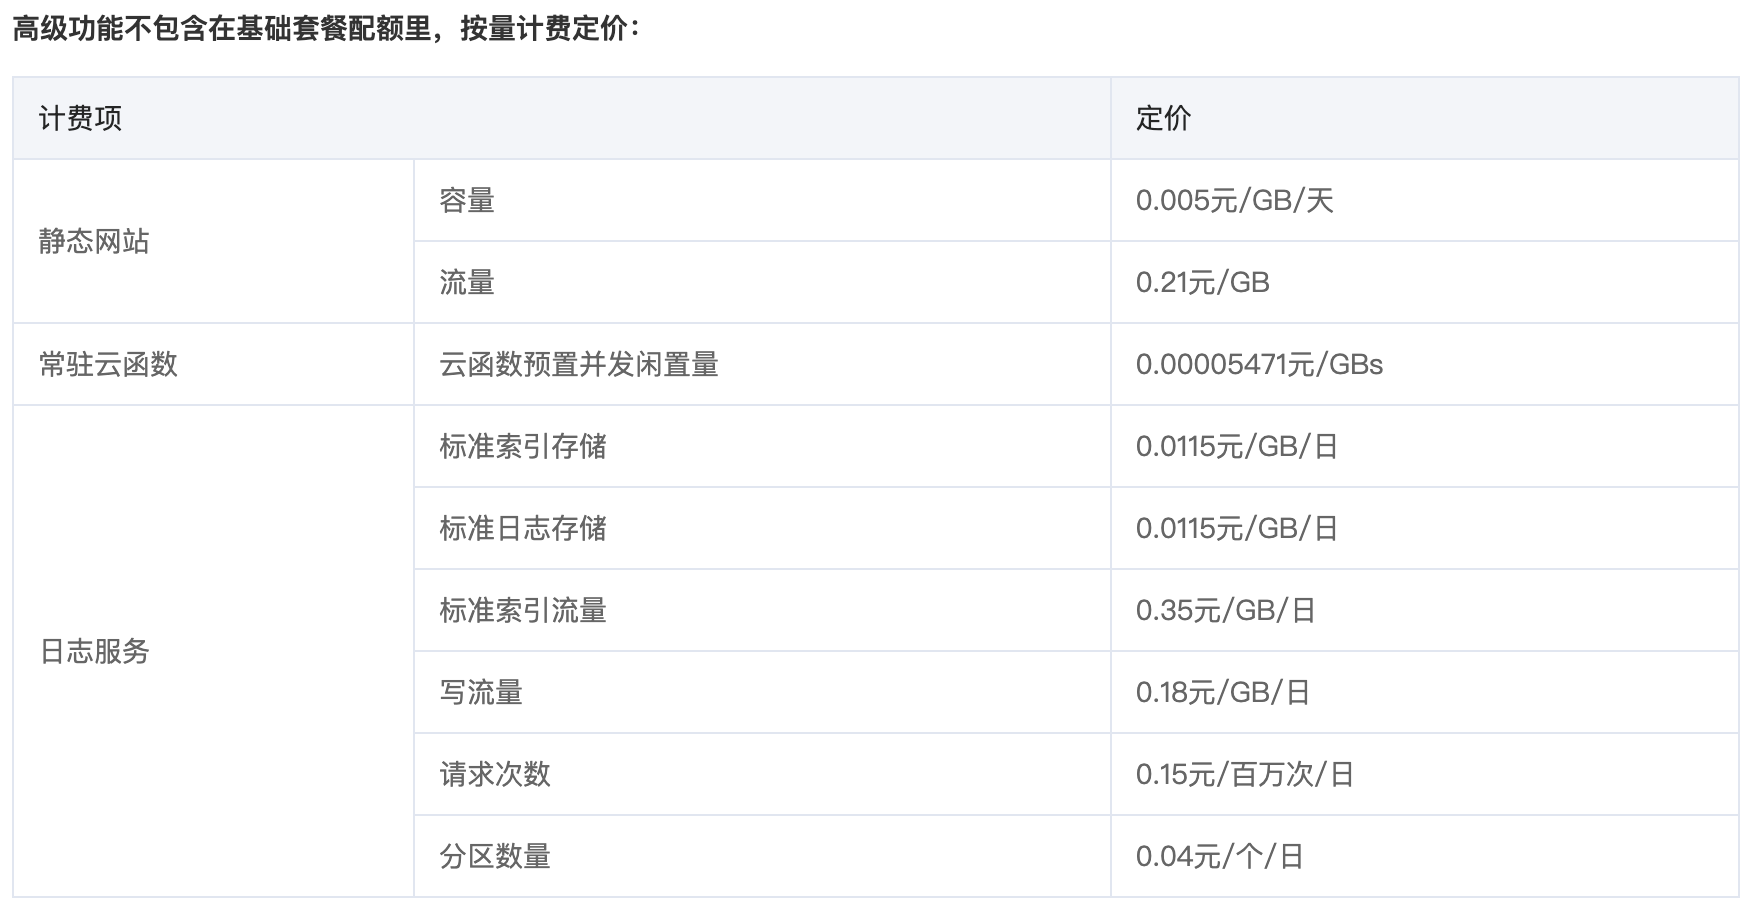 高级功能不包含在基础套餐配额里，按量计费定价：
计费项 定价
静态网站 容量 0.005元/GB/天
流量 0.21元/GB
常驻云函数 云函数预置并发闲置量 0.00005471元/GBs
日志服务 标准索引存储 0.0115元/GB/日
标准日志存储 0.0115元/GB/日
标准索引流量 0.35元/GB/日
写流量 0.18元/GB/日
请求次数 0.15元/百万次/日
分区数量 0.04元/个/日